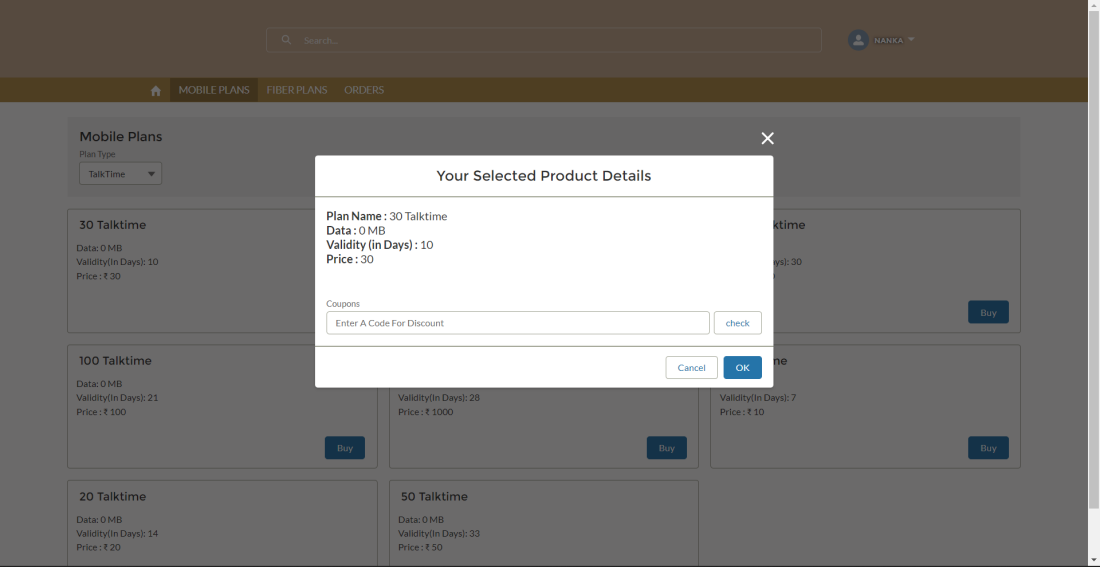 Search...
NANKA
MOBILE PLANS FIBER PLANS ORDERS
Mobile Plans
Plan Type
TalkTime
Your Selected Product Details
Plan Name : 30 Talktime
Data : 0 MB
Validity (in Days) : 10
Price : 30
Coupons
Enter A Code For Discount
check
Cancel
OK
30 Talktime
Data: 0 MB
Validity(In Days): 10
Price : ₹ 30
ktime
ys): 30
Buy
100 Talktime
Data: 0 MB
Validity(In Days): 21
Price : ₹ 100
Buy
Validity(In Days): 28
Price : ₹ 1000
Buy
me
Validity(In Days): 7
Price : ₹ 10
Buy
20 Talktime
Data: 0 MB
Validity(In Days): 14
Price : ₹ 20
50 Talktime
Data: 0 MB
Validity(In Days): 33
Price : ₹ 50